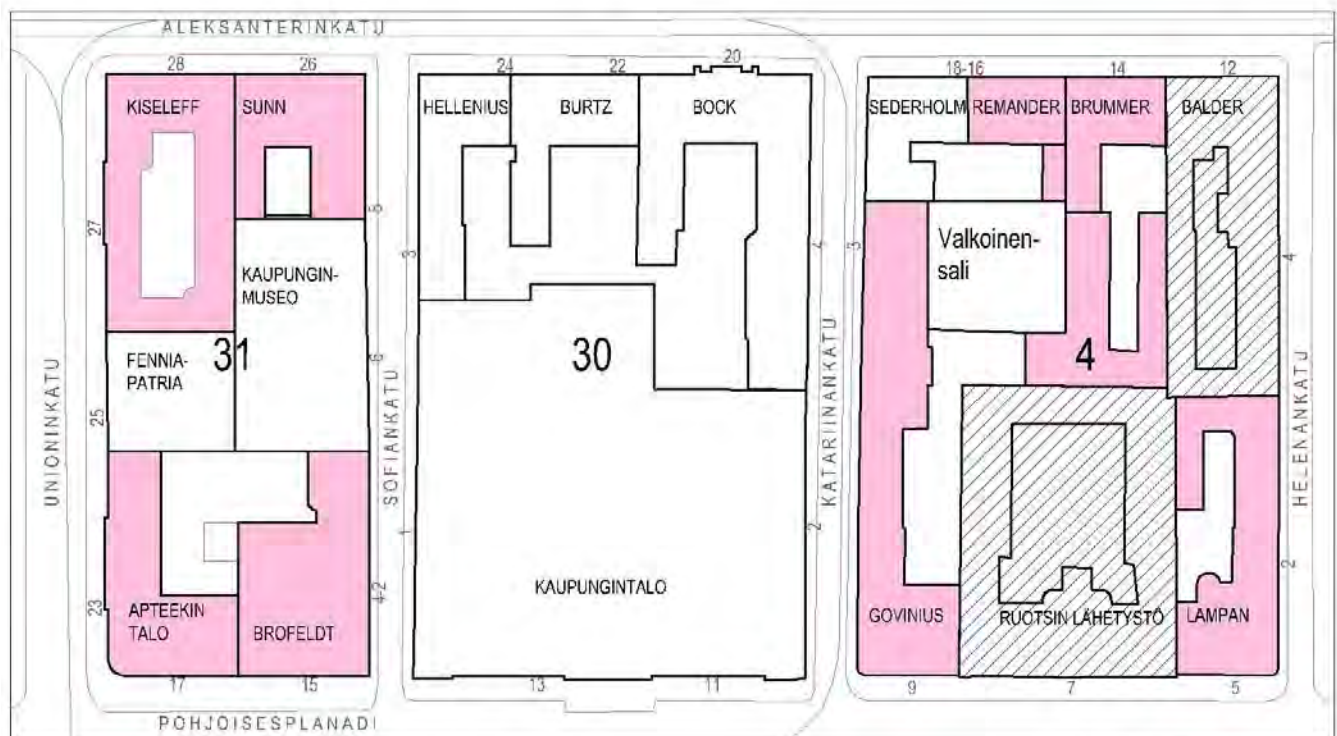 ALEKSANTERINKATU
28
26
24
22
20
18-16
14
12
KISELEFF
SUNN
HELLENIUS
BURTZ
BOCK
SEDERHOLM
REMANDER
BRUMMER
BALDER
27
8
3
4
3
Valkoinen-
sali
4
KAUPUNGIN-
MUSEO
FENNIA-
PATRIA
31
6
30
4
UNIONINKATU
25
SOFIANKATU
KATARIINANKATU
HELENANKATU
1
2
2
23
4-2
KAUPUNGINTALO
APTEEKIN
TALO
BROFELDT
GOVINIUS
RUOTSIN LÄHETYSTÖ
LAMPAN
17
15
13
11
9
7
5
POHJOISESPLANADI